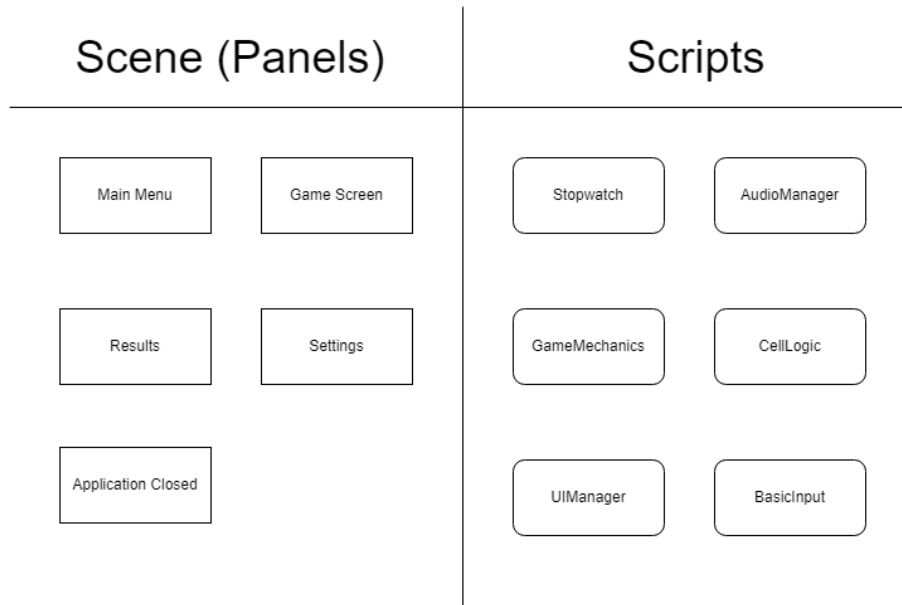 Scene (Panels)
Scripts
Main Menu
Game Screen
Stopwatch
AudioManager
Results
Settings
GameMechanics
CellLogic
Application Closed
UIManager
BasicInput